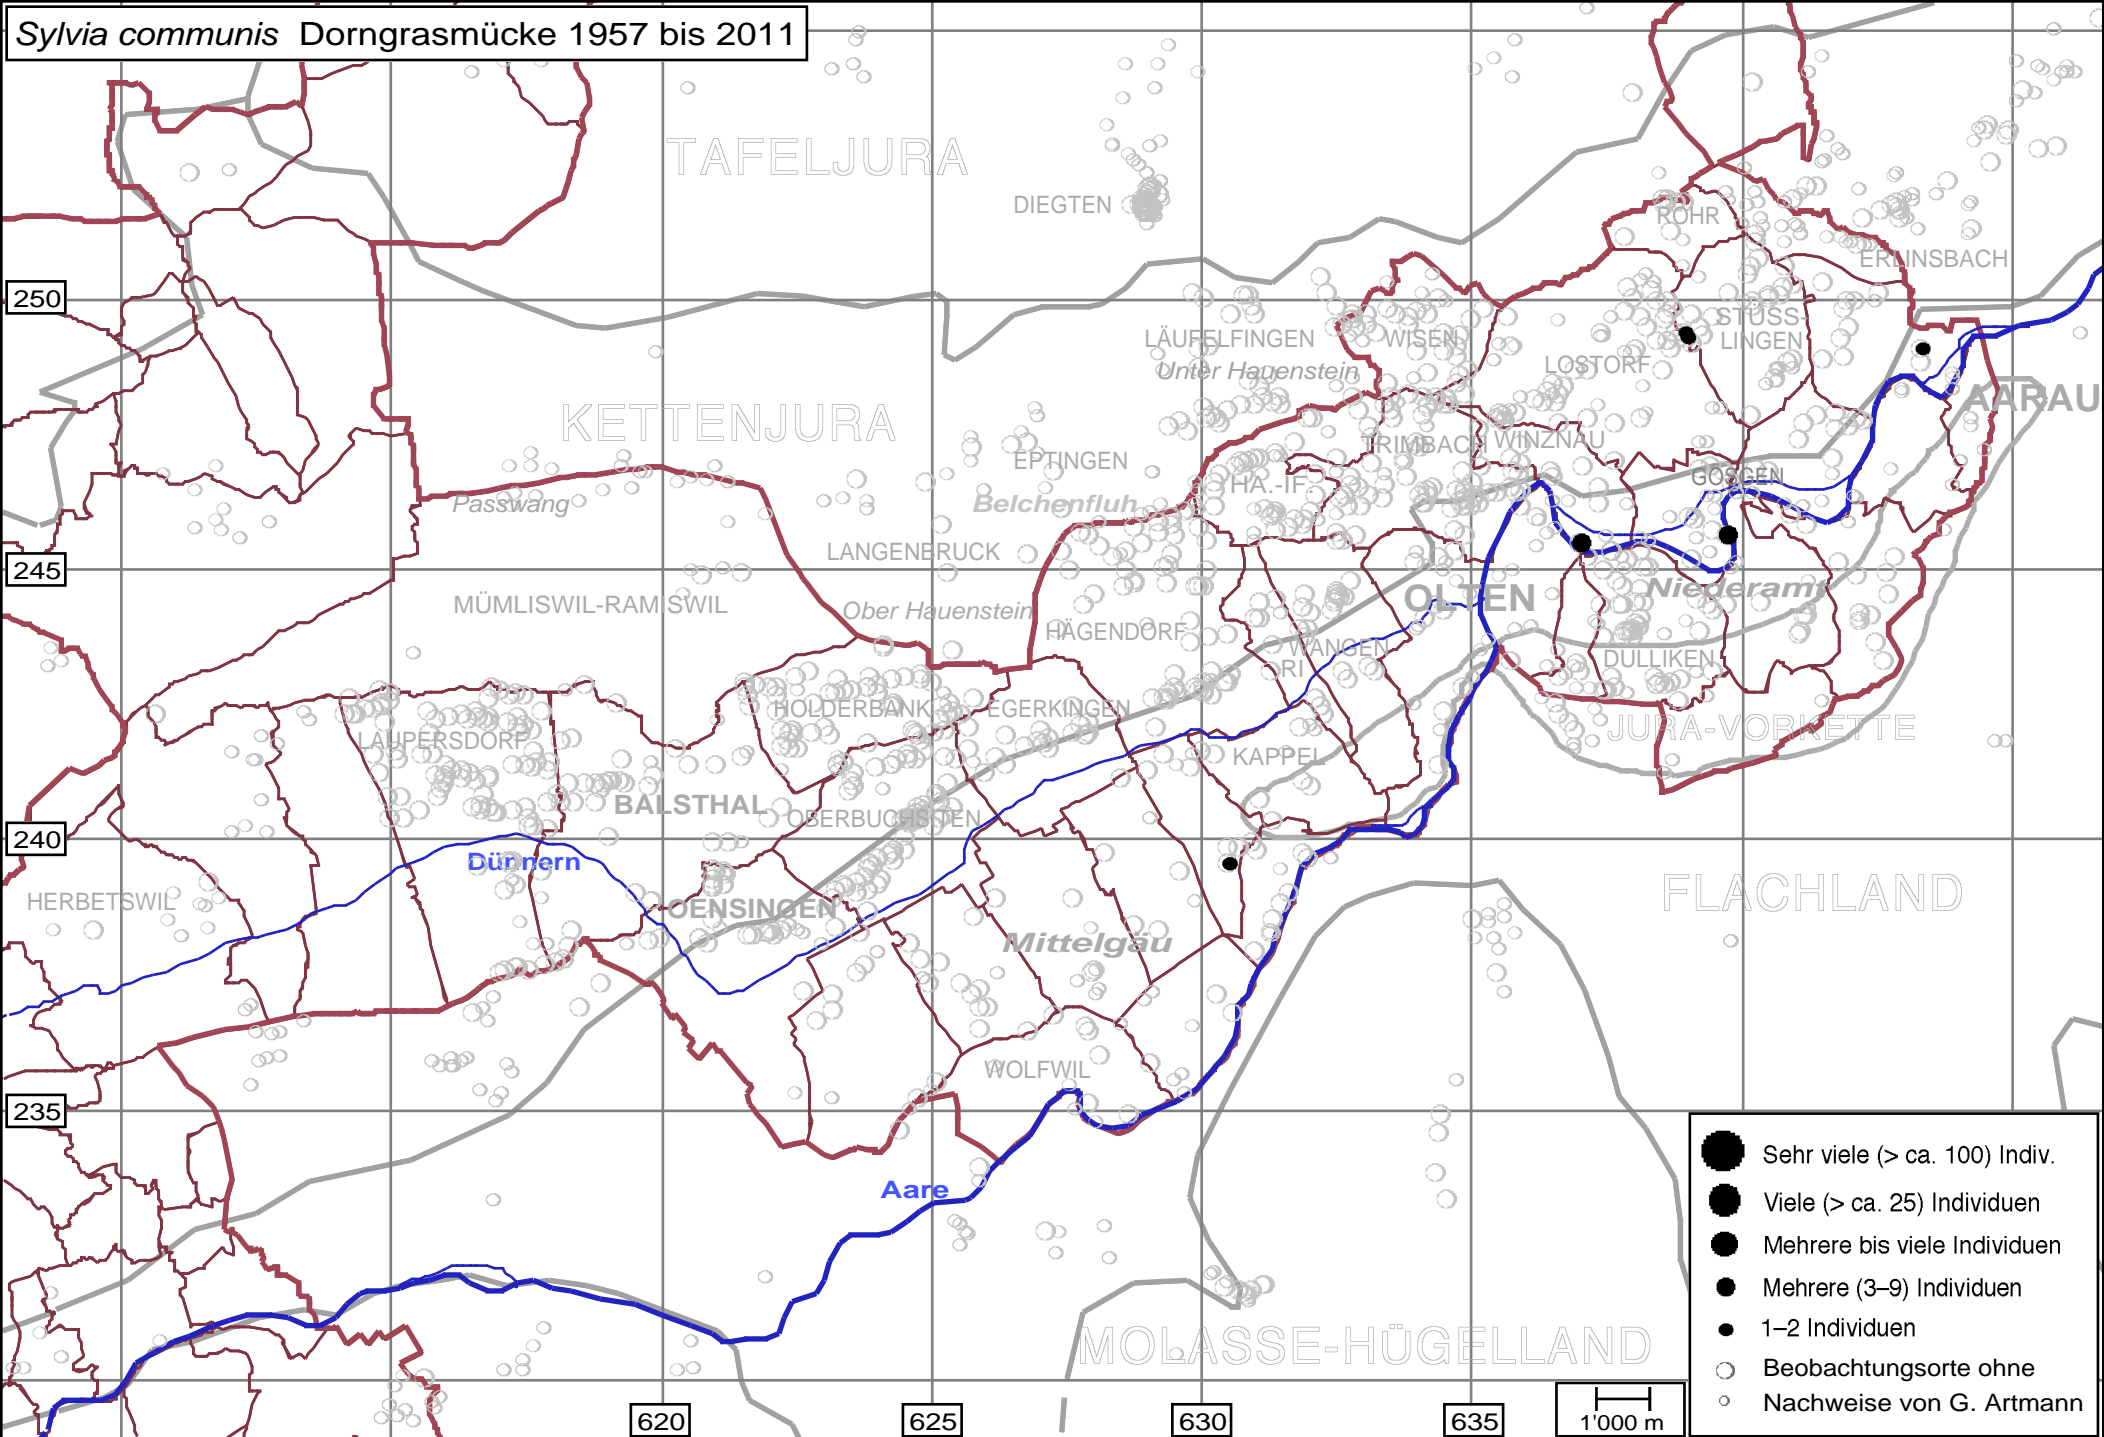 Sylvia communis Dorngrasmücke 1957 bis 2011
TAFELJURA
DIEGTEN
ROHR
ERLINSBACH
250
STÜSS-
LINGEN
LÄUFELFINGEN
WISEN
Unter Hauenstein
LOSTORF
AARAU
KETTENJURA
TRIMBACH
WINZNAU
EPTINGEN
GÖSGEN
HA.-IF.
Passwang
Belchenfluh
LANGENBRUCK
245
MÜMLISWIL-RAMISWIL
Ober Hauenstein
OLTEN
Niederamt
HÄGENDORF
WANGEN
RI
DULLIKEN
HOLDERBANK
EGERKINGEN
JURA-VORKETTE
LAUPERSDORF
KAPPEL
BALSTHAL
OBERBUCHSITEN
240
Dünnern
HERBETSWIL
OENSINGEN
FLACHLAND
Mittelgäu
WOLFWIL
235
Aare
MOLASSE-HÜGELLAND
Sehr viele (> ca. 100) Indiv.
Viele (> ca. 25) Individuen
Mehrere bis viele Individuen
Mehrere (3–9) Individuen
1–2 Individuen
Beobachtungsorte ohne
Nachweise von G. Artmann
620
625
630
635
1'000 m